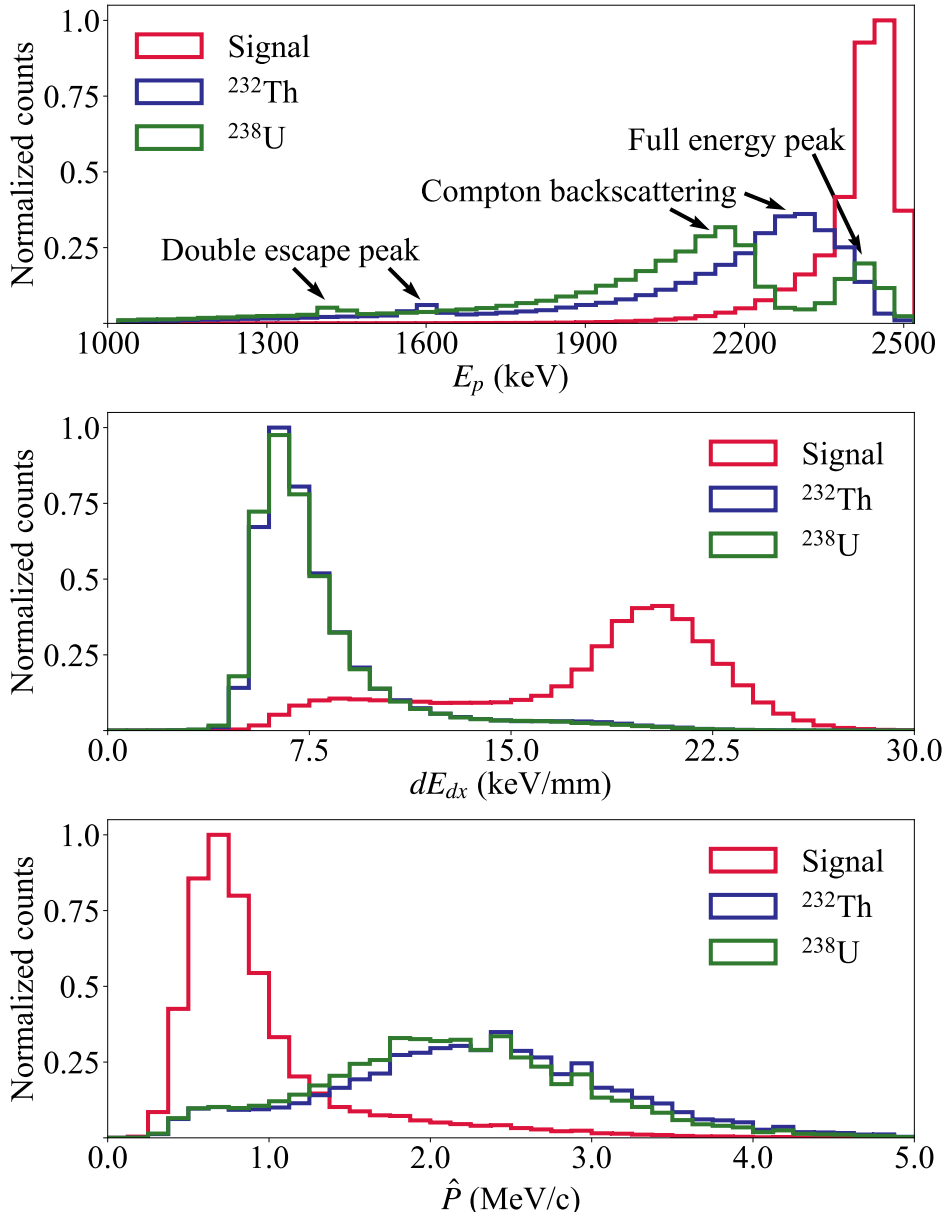 1.0
0.75
0.5
0.25
Normalized counts
Signal
²³²Th
²³⁸U
Full energy peak
Compton backscattering
Double escape peak
1000 1300 1600 1900 2200 2500
E_p (keV)
1.0
0.75
0.5
0.25
Normalized counts
Signal
²³²Th
²³⁸U
0.0 7.5 15.0 22.5 30.0
dE_dx (keV/mm)
1.0
0.75
0.5
0.25
Normalized counts
Signal
²³²Th
²³⁸U
0.0 1.0 2.0 3.0 4.0 5.0
P̂ (MeV/c)